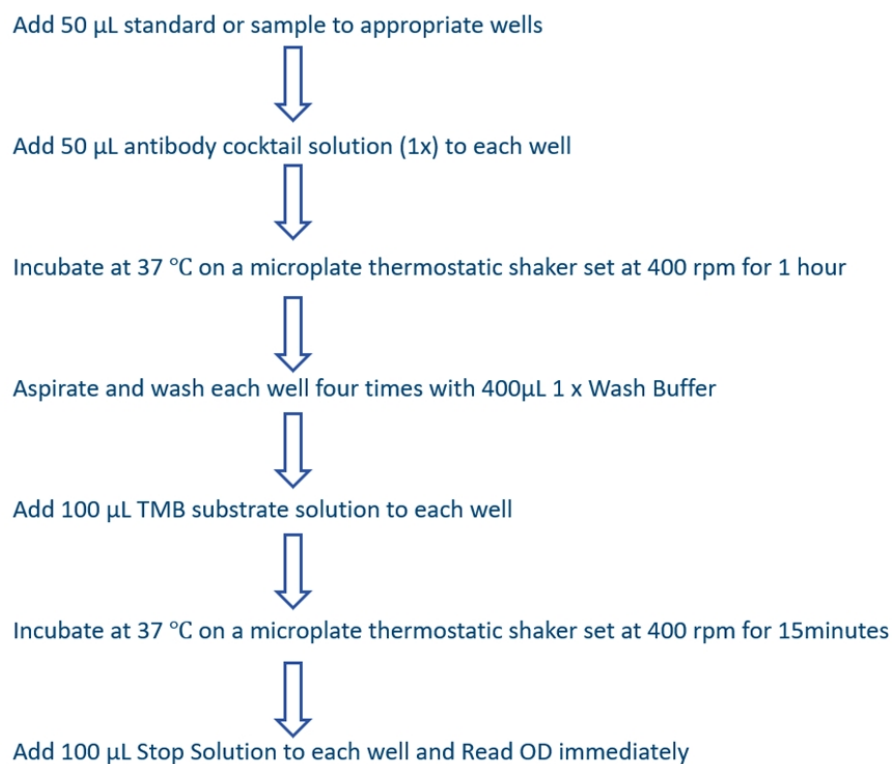 Add 50 µL standard or sample to appropriate wells
Add 50 µL antibody cocktail solution (1x) to each well
Incubate at 37 ℃ on a microplate thermostatic shaker set at 400 rpm for 1 hour
Aspirate and wash each well four times with 400µL 1 x Wash Buffer
Add 100 µL TMB substrate solution to each well
Incubate at 37 ℃ on a microplate thermostatic shaker set at 400 rpm for 15minutes
Add 100 µL Stop Solution to each well and Read OD immediately